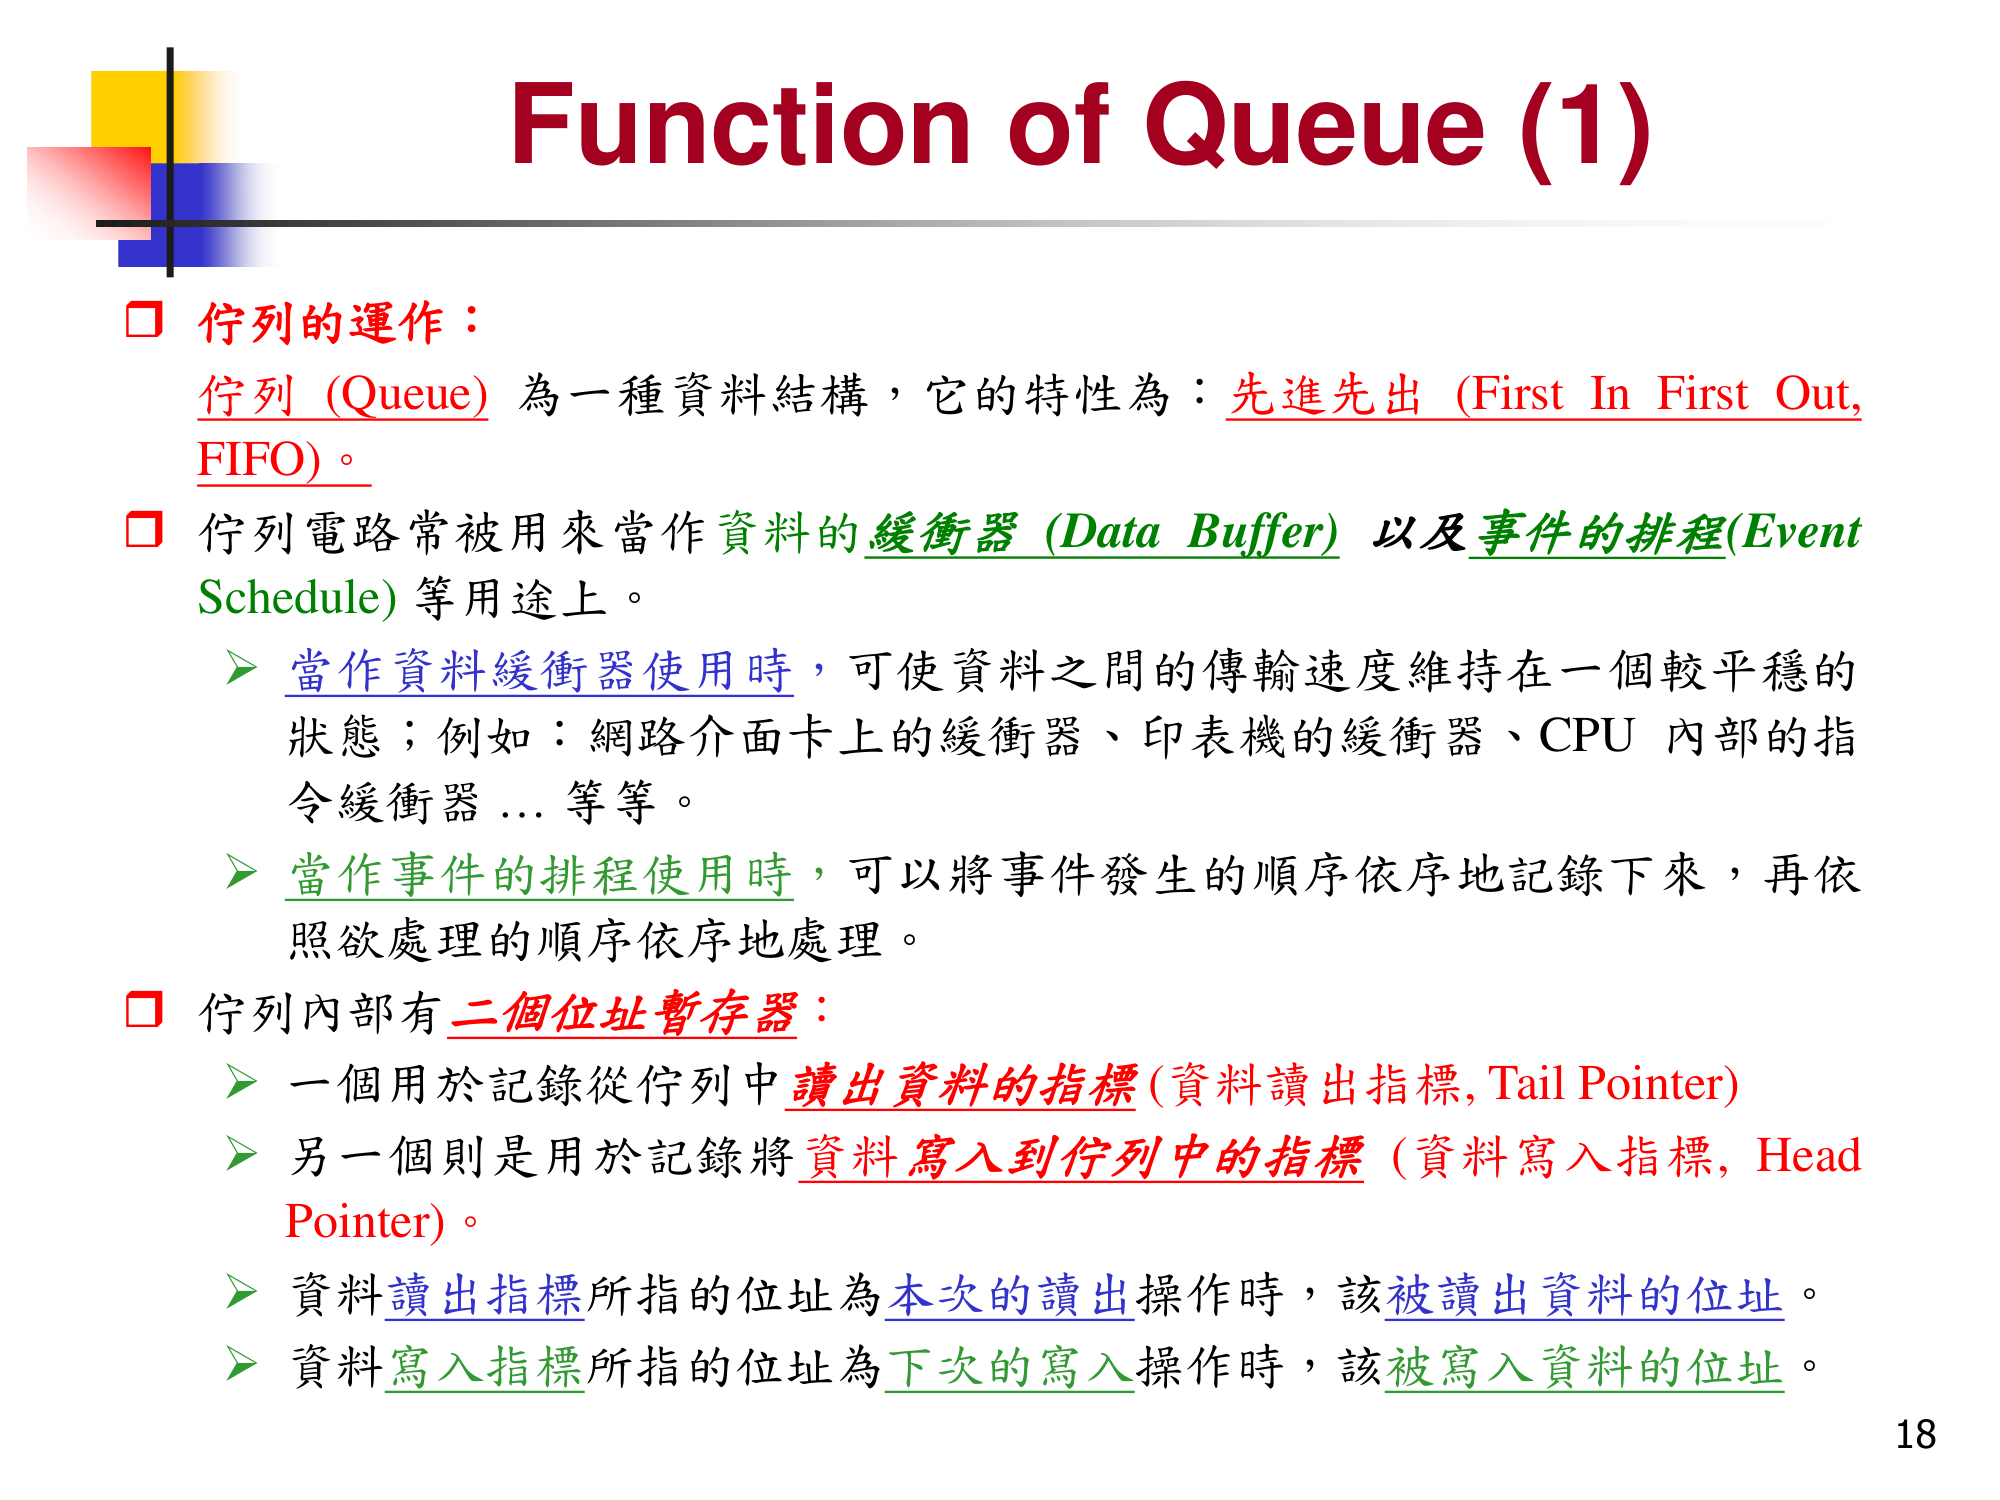 Function of Queue (1)
佇列的運作：
佇列 (Queue) 為一種資料結構，它的特性為：先進先出 (First In First Out,
FIFO)。
佇列電路常被用來當作資料的緩衝器 (Data Buffer) 以及事件的排程(Event
Schedule) 等用途上。
當作資料緩衝器使用時，可使資料之間的傳輸速度維持在一個較平穩的
狀態；例如：網路介面卡上的緩衝器、印表機的緩衝器、CPU 內部的指
令緩衝器 … 等等。
當作事件的排程使用時，可以將事件發生的順序依序地記錄下來，再依
照欲處理的順序依序地處理。
佇列內部有二個位址暫存器：
一個用於記錄從佇列中讀出資料的指標 (資料讀出指標, Tail Pointer)
另一個則是用於記錄將資料寫入到佇列中的指標 (資料寫入指標, Head
Pointer)。
資料讀出指標所指的位址為本次的讀出操作時，該被讀出資料的位址。
資料寫入指標所指的位址為下次的寫入操作時，該被寫入資料的位址。
18